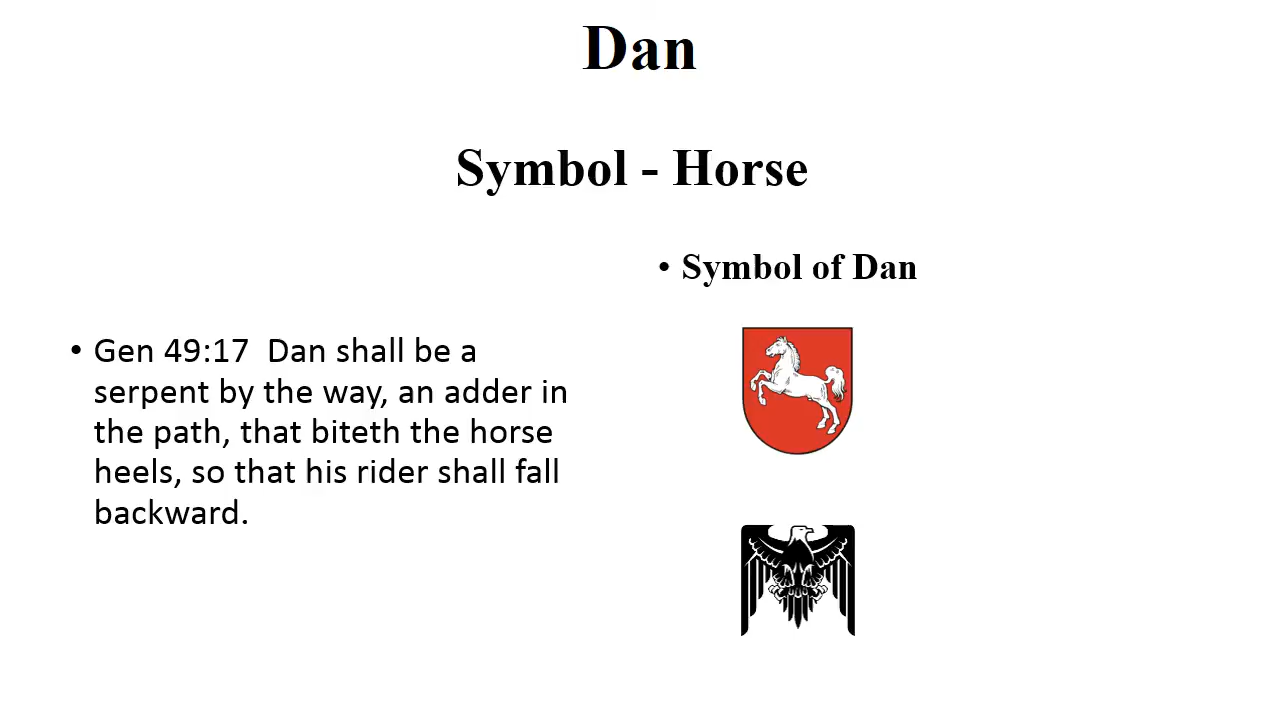 Dan
Symbol - Horse
• Symbol of Dan
• Gen 49:17  Dan shall be a
serpent by the way, an adder in
the path, that biteth the horse
heels, so that his rider shall fall
backward.